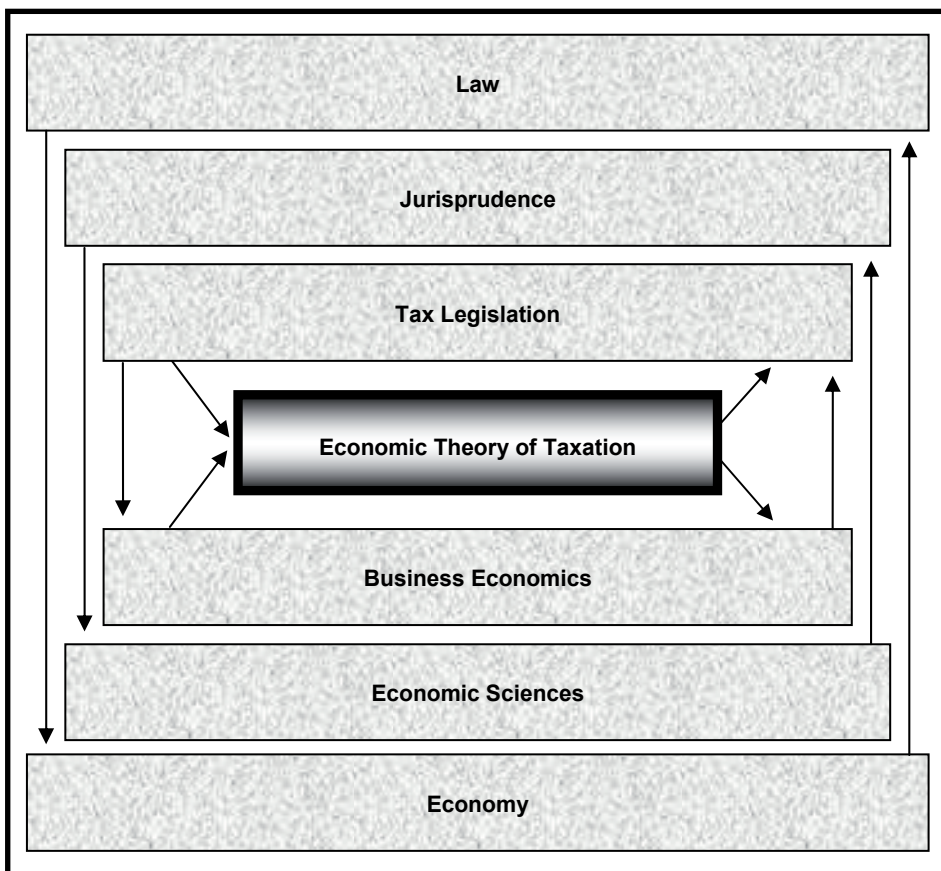 Law
Jurisprudence
Tax Legislation
Economic Theory of Taxation
Business Economics
Economic Sciences
Economy